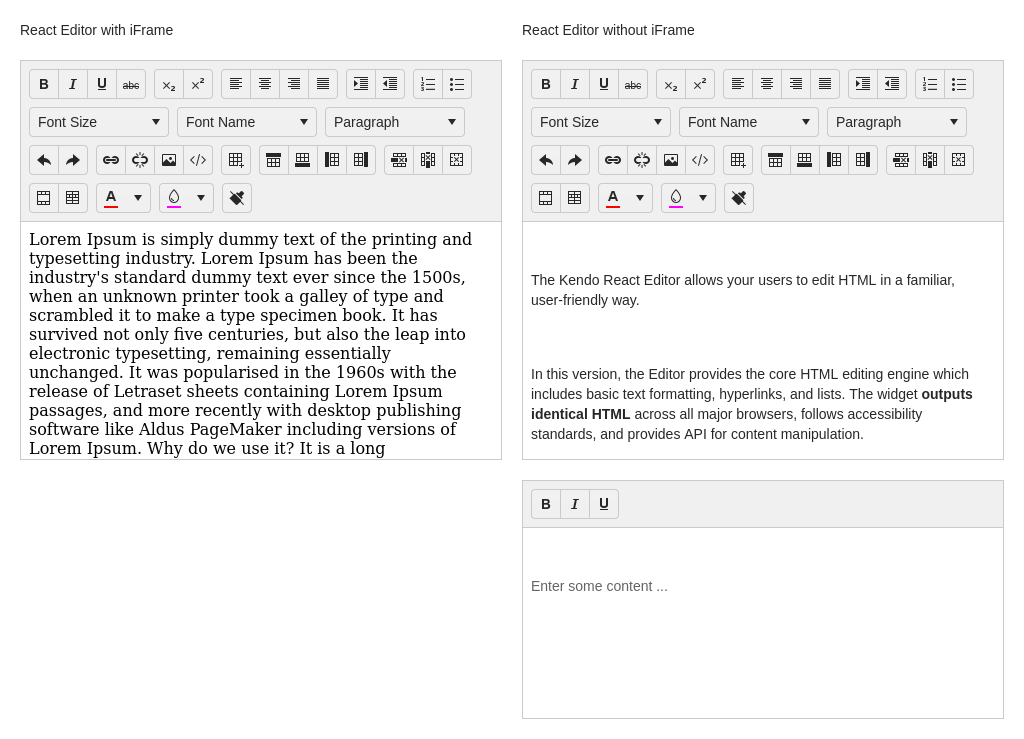 React Editor with iFrame
B I U abc x₂ x² 
Font Size Font Name Paragraph
A
Lorem Ipsum is simply dummy text of the printing and
typesetting industry. Lorem Ipsum has been the
industry's standard dummy text ever since the 1500s,
when an unknown printer took a galley of type and
scrambled it to make a type specimen book. It has
survived not only five centuries, but also the leap into
electronic typesetting, remaining essentially
unchanged. It was popularised in the 1960s with the
release of Letraset sheets containing Lorem Ipsum
passages, and more recently with desktop publishing
software like Aldus PageMaker including versions of
Lorem Ipsum. Why do we use it? It is a long
React Editor without iFrame
B I U abc x₂ x²
Font Size Font Name Paragraph
A
The Kendo React Editor allows your users to edit HTML in a familiar,
user-friendly way.
In this version, the Editor provides the core HTML editing engine which
includes basic text formatting, hyperlinks, and lists. The widget outputs
identical HTML across all major browsers, follows accessibility
standards, and provides API for content manipulation.
B I U
Enter some content ...